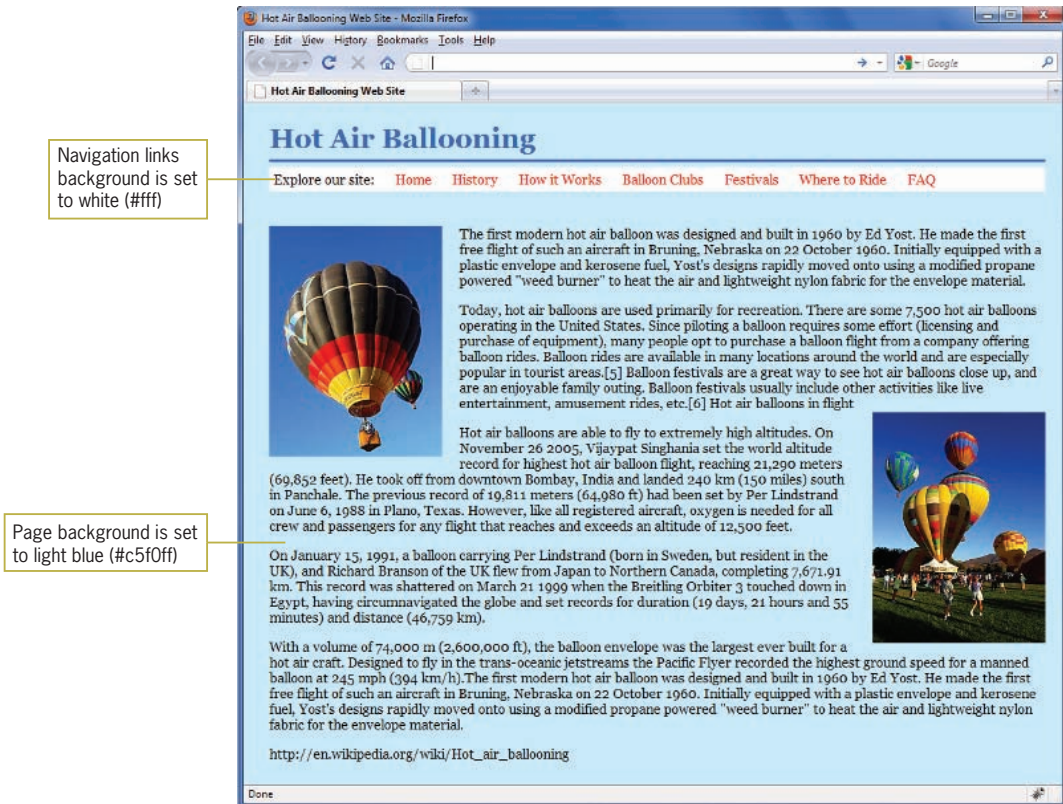 Hot Air Ballooning Web Site - Mozilla Firefox
File Edit View History Bookmarks Tools Help
Google
Hot Air Ballooning Web Site
Hot Air Ballooning
Navigation links
background is set
to white (#fff)
Explore our site: Home History How it Works Balloon Clubs Festivals Where to Ride FAQ
The first modern hot air balloon was designed and built in 1960 by Ed Yost. He made the first
free flight of such an aircraft in Bruning, Nebraska on 22 October 1960. Initially equipped with a
plastic envelope and kerosene fuel, Yost's designs rapidly moved onto using a modified propane
powered "weed burner" to heat the air and lightweight nylon fabric for the envelope material.
Today, hot air balloons are used primarily for recreation. There are some 7,500 hot air balloons
operating in the United States. Since piloting a balloon requires some effort (licensing and
purchase of equipment), many people opt to purchase a balloon flight from a company offering
balloon rides. Balloon rides are available in many locations around the world and are especially
popular in tourist areas.[5] Balloon festivals are a great way to see hot air balloons close up, and
are an enjoyable family outing. Balloon festivals usually include other activities like live
entertainment, amusement rides, etc.[6] Hot air balloons in flight
Hot air balloons are able to fly to extremely high altitudes. On
November 26 2005, Vijaypat Singhania set the world altitude
record for highest hot air balloon flight, reaching 21,290 meters
(69,852 feet). He took off from downtown Bombay, India and landed 240 km (150 miles) south
in Panchale. The previous record of 19,811 meters (64,980 ft) had been set by Per Lindstrand
on June 6, 1988 in Plano, Texas. However, like all registered aircraft, oxygen is needed for all
crew and passengers for any flight that reaches and exceeds an altitude of 12,500 feet.
Page background is set
to light blue (#c5f0ff)
On January 15, 1991, a balloon carrying Per Lindstrand (born in Sweden, but resident in the
UK), and Richard Branson of the UK flew from Japan to Northern Canada, completing 7,671.91
km. This record was shattered on March 21 1999 when the Breitling Orbiter 3 touched down in
Egypt, having circumnavigated the globe and set records for duration (19 days, 21 hours and 55
minutes) and distance (46,759 km).
With a volume of 74,000 m (2,600,000 ft), the balloon envelope was the largest ever built for a
hot air craft. Designed to fly in the trans-oceanic jetstreams the Pacific Flyer recorded the highest ground speed for a manned
balloon at 245 mph (394 km/h).The first modern hot air balloon was designed and built in 1960 by Ed Yost. He made the first
free flight of such an aircraft in Bruning, Nebraska on 22 October 1960. Initially equipped with a plastic envelope and kerosene
fuel, Yost's designs rapidly moved onto using a modified propane powered "weed burner" to heat the air and lightweight nylon
fabric for the envelope material.
http://en.wikipedia.org/wiki/Hot_air_ballooning
Done